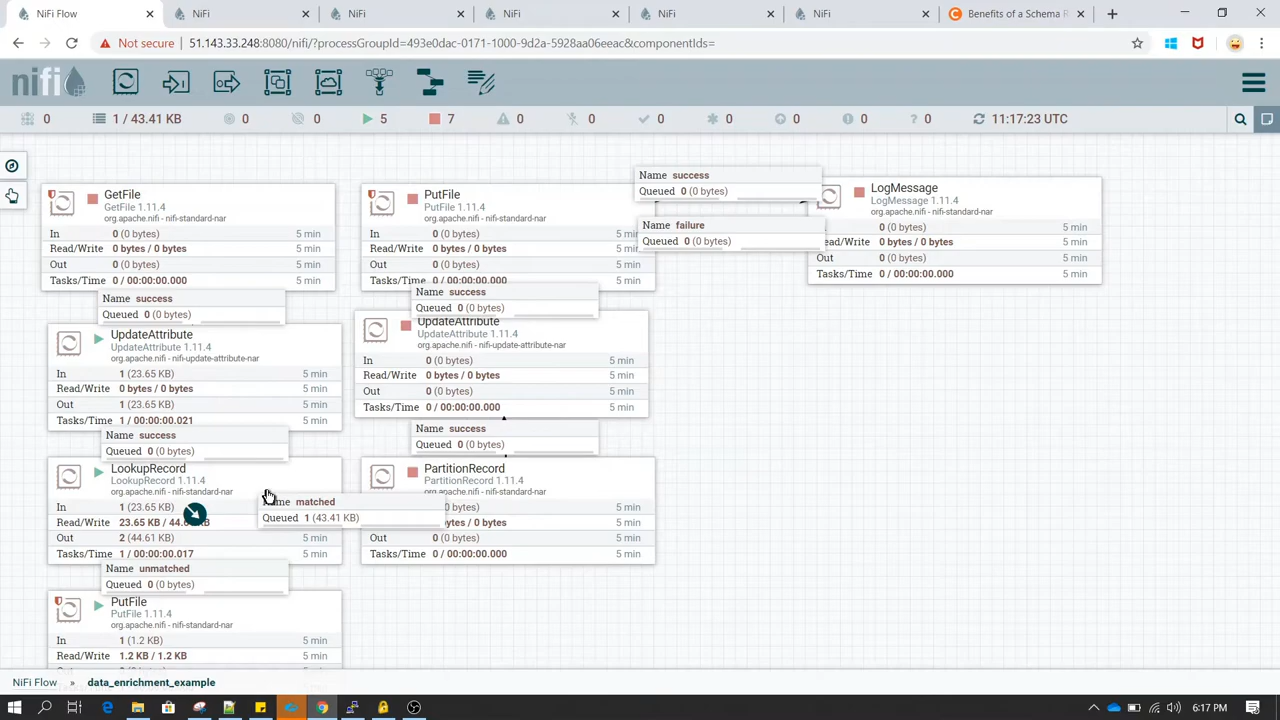 NiFi Flow
NiFi
NiFi
NiFi
NiFi
NiFi
Benefits of a Schema R
Not secure
51.143.33.248:8080/nifi/?processGroupId=493e0dac-0171-1000-9d2a-5928aa06eeac&componentIds=
nifi
0
1 / 43.41 KB
0
0
5
7
0
0
0
0
0
0
0
11:17:23 UTC
GetFile
GetFile 1.11.4
org.apache.nifi - nifi-standard-nar
In 0 (0 bytes) 5 min
Read/Write 0 bytes / 0 bytes 5 min
Out 0 (0 bytes) 5 min
Tasks/Time 0 / 00:00:00.000 5 min
PutFile
PutFile 1.11.4
org.apache.nifi - nifi-standard-nar
In 0 (0 bytes) 5 min
Read/Write 0 bytes / 0 bytes 5 min
Out 0 (0 bytes) 5 min
Tasks/Time 0 / 00:00:00.000 5 min
Name success
Queued 0 (0 bytes)
Name failure
Queued 0 (0 bytes)
LogMessage
LogMessage 1.11.4
org.apache.nifi - nifi-standard-nar
0 (0 bytes) 5 min
ead/Write 0 bytes / 0 bytes 5 min
Out 0 (0 bytes) 5 min
Tasks/Time 0 / 00:00:00.000 5 min
Name success
Queued 0 (0 bytes)
Name success
Queued 0 (0 bytes)
UpdateAttribute
UpdateAttribute 1.11.4
org.apache.nifi - nifi-update-attribute-nar
In 1 (23.65 KB) 5 min
Read/Write 0 bytes / 0 bytes 5 min
Out 1 (23.65 KB) 5 min
Tasks/Time 1 / 00:00:00.021 5 min
UpdateAttribute
UpdateAttribute 1.11.4
org.apache.nifi - nifi-update-attribute-nar
In 0 (0 bytes) 5 min
Read/Write 0 bytes / 0 bytes 5 min
Out 0 (0 bytes) 5 min
Tasks/Time 0 / 00:00:00.000 5 min
Name success
Queued 0 (0 bytes)
Name success
Queued 0 (0 bytes)
LookupRecord
LookupRecord 1.11.4
org.apache.nifi - nifi-standard-nar
In 1 (23.65 KB)
Read/Write 23.65 KB / 44. KB
Out 2 (44.61 KB) 5 min
Tasks/Time 1 / 00:00:00.017 5 min
Name matched
Queued 1 (43.41 KB)
PartitionRecord
PartitionRecord 1.11.4
org.apache.nifi - nifi-standard-nar
0 (0 bytes) 5 min
s / 0 bytes 5 min
Out 0 (0 bytes) 5 min
Tasks/Time 0 / 00:00:00.000 5 min
Name unmatched
Queued 0 (0 bytes)
PutFile
PutFile 1.11.4
org.apache.nifi - nifi-standard-nar
In 1 (1.2 KB) 5 min
Read/Write 1.2 KB / 1.2 KB 5 min
NiFi Flow » data_enrichment_example
6:17 PM